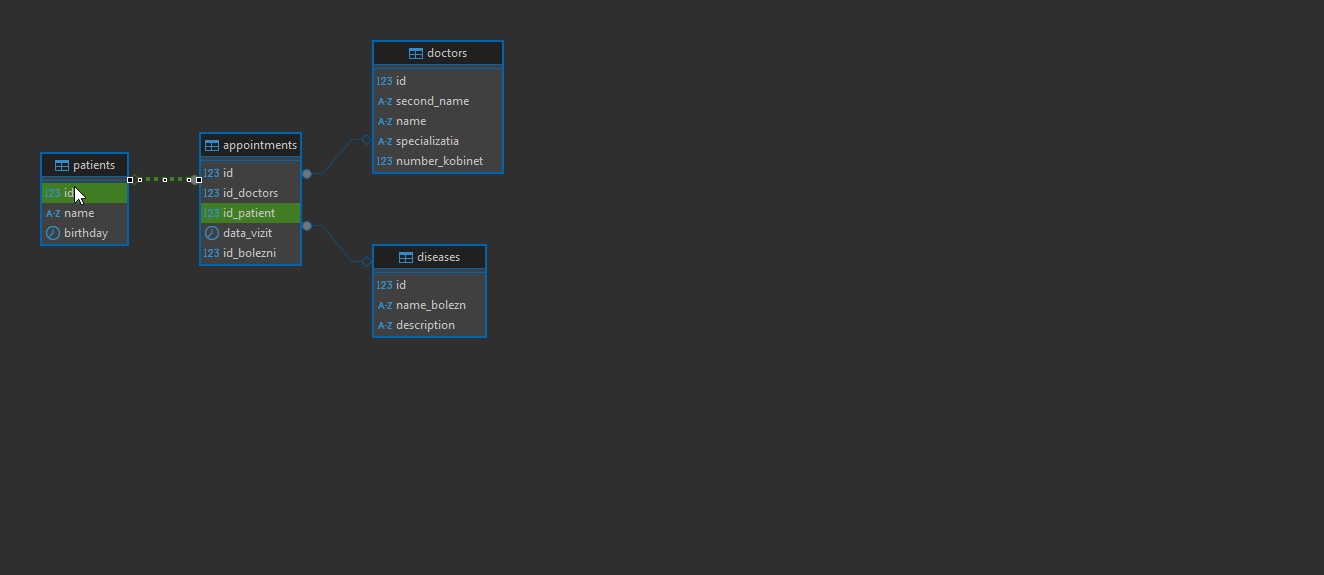 patients
123 id
A-Z name
birthday
appointments
123 id
123 id_doctors
123 id_patient
data_vizit
123 id_bolezni
doctors
123 id
A-Z second_name
A-Z name
A-Z specializatia
123 number_kobinet
diseases
123 id
A-Z name_bolezn
A-Z description